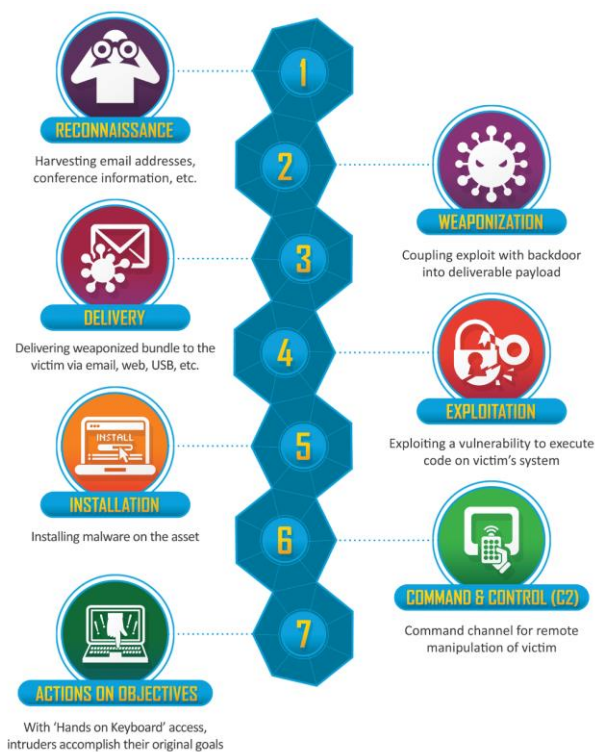 1
RECONNAISSANCE
Harvesting email addresses,
conference information, etc.
2
WEAPONIZATION
Coupling exploit with backdoor
into deliverable payload
3
DELIVERY
Delivering weaponized bundle to the
victim via email, web, USB, etc.
4
EXPLOITATION
Exploiting a vulnerability to execute
code on victim's system
5
INSTALL
INSTALLATION
Installing malware on the asset
6
COMMAND & CONTROL (C2)
Command channel for remote
manipulation of victim
7
ACTIONS ON OBJECTIVES
With 'Hands on Keyboard' access,
intruders accomplish their original goals